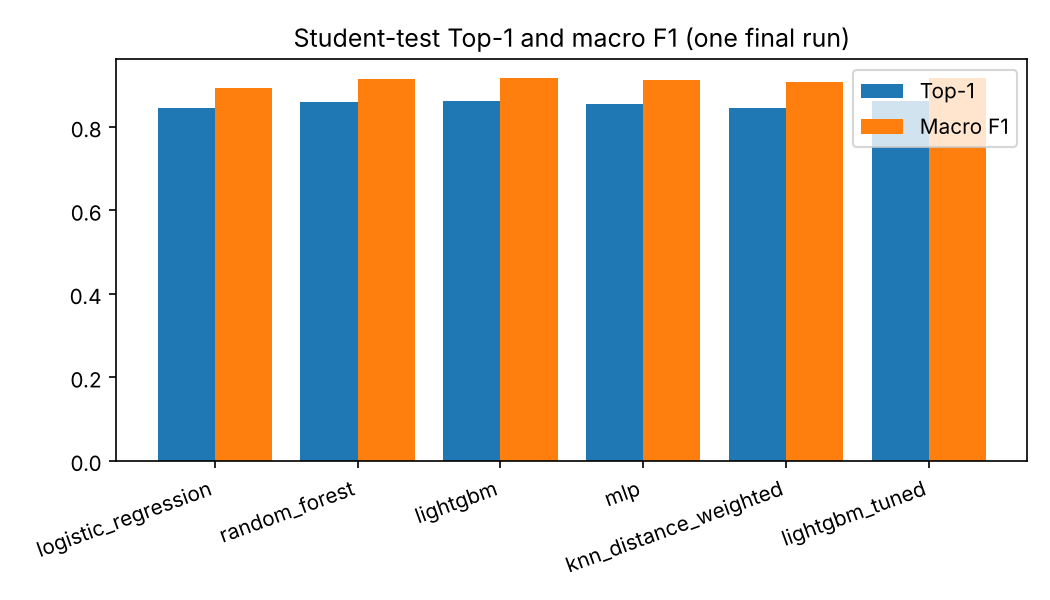 Student-test Top-1 and macro F1 (one final run)
Top-1
Macro F1
0.8
0.6
0.4
0.2
0.0
logistic_regression
random_forest
lightgbm
mlp
knn_distance_weighted
lightgbm_tuned